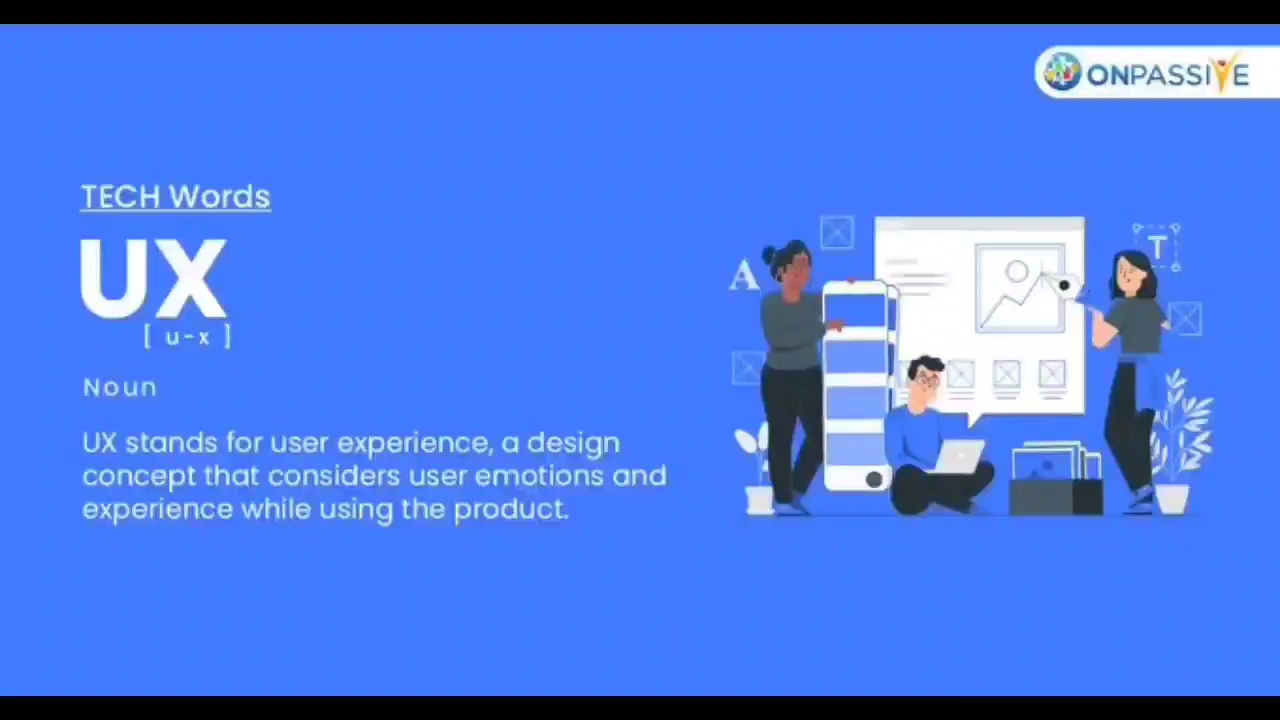 ONPASSIVE
TECH Words
UX
[ u-x ]
Noun
UX stands for user experience, a design
concept that considers user emotions and
experience while using the product.
A
T